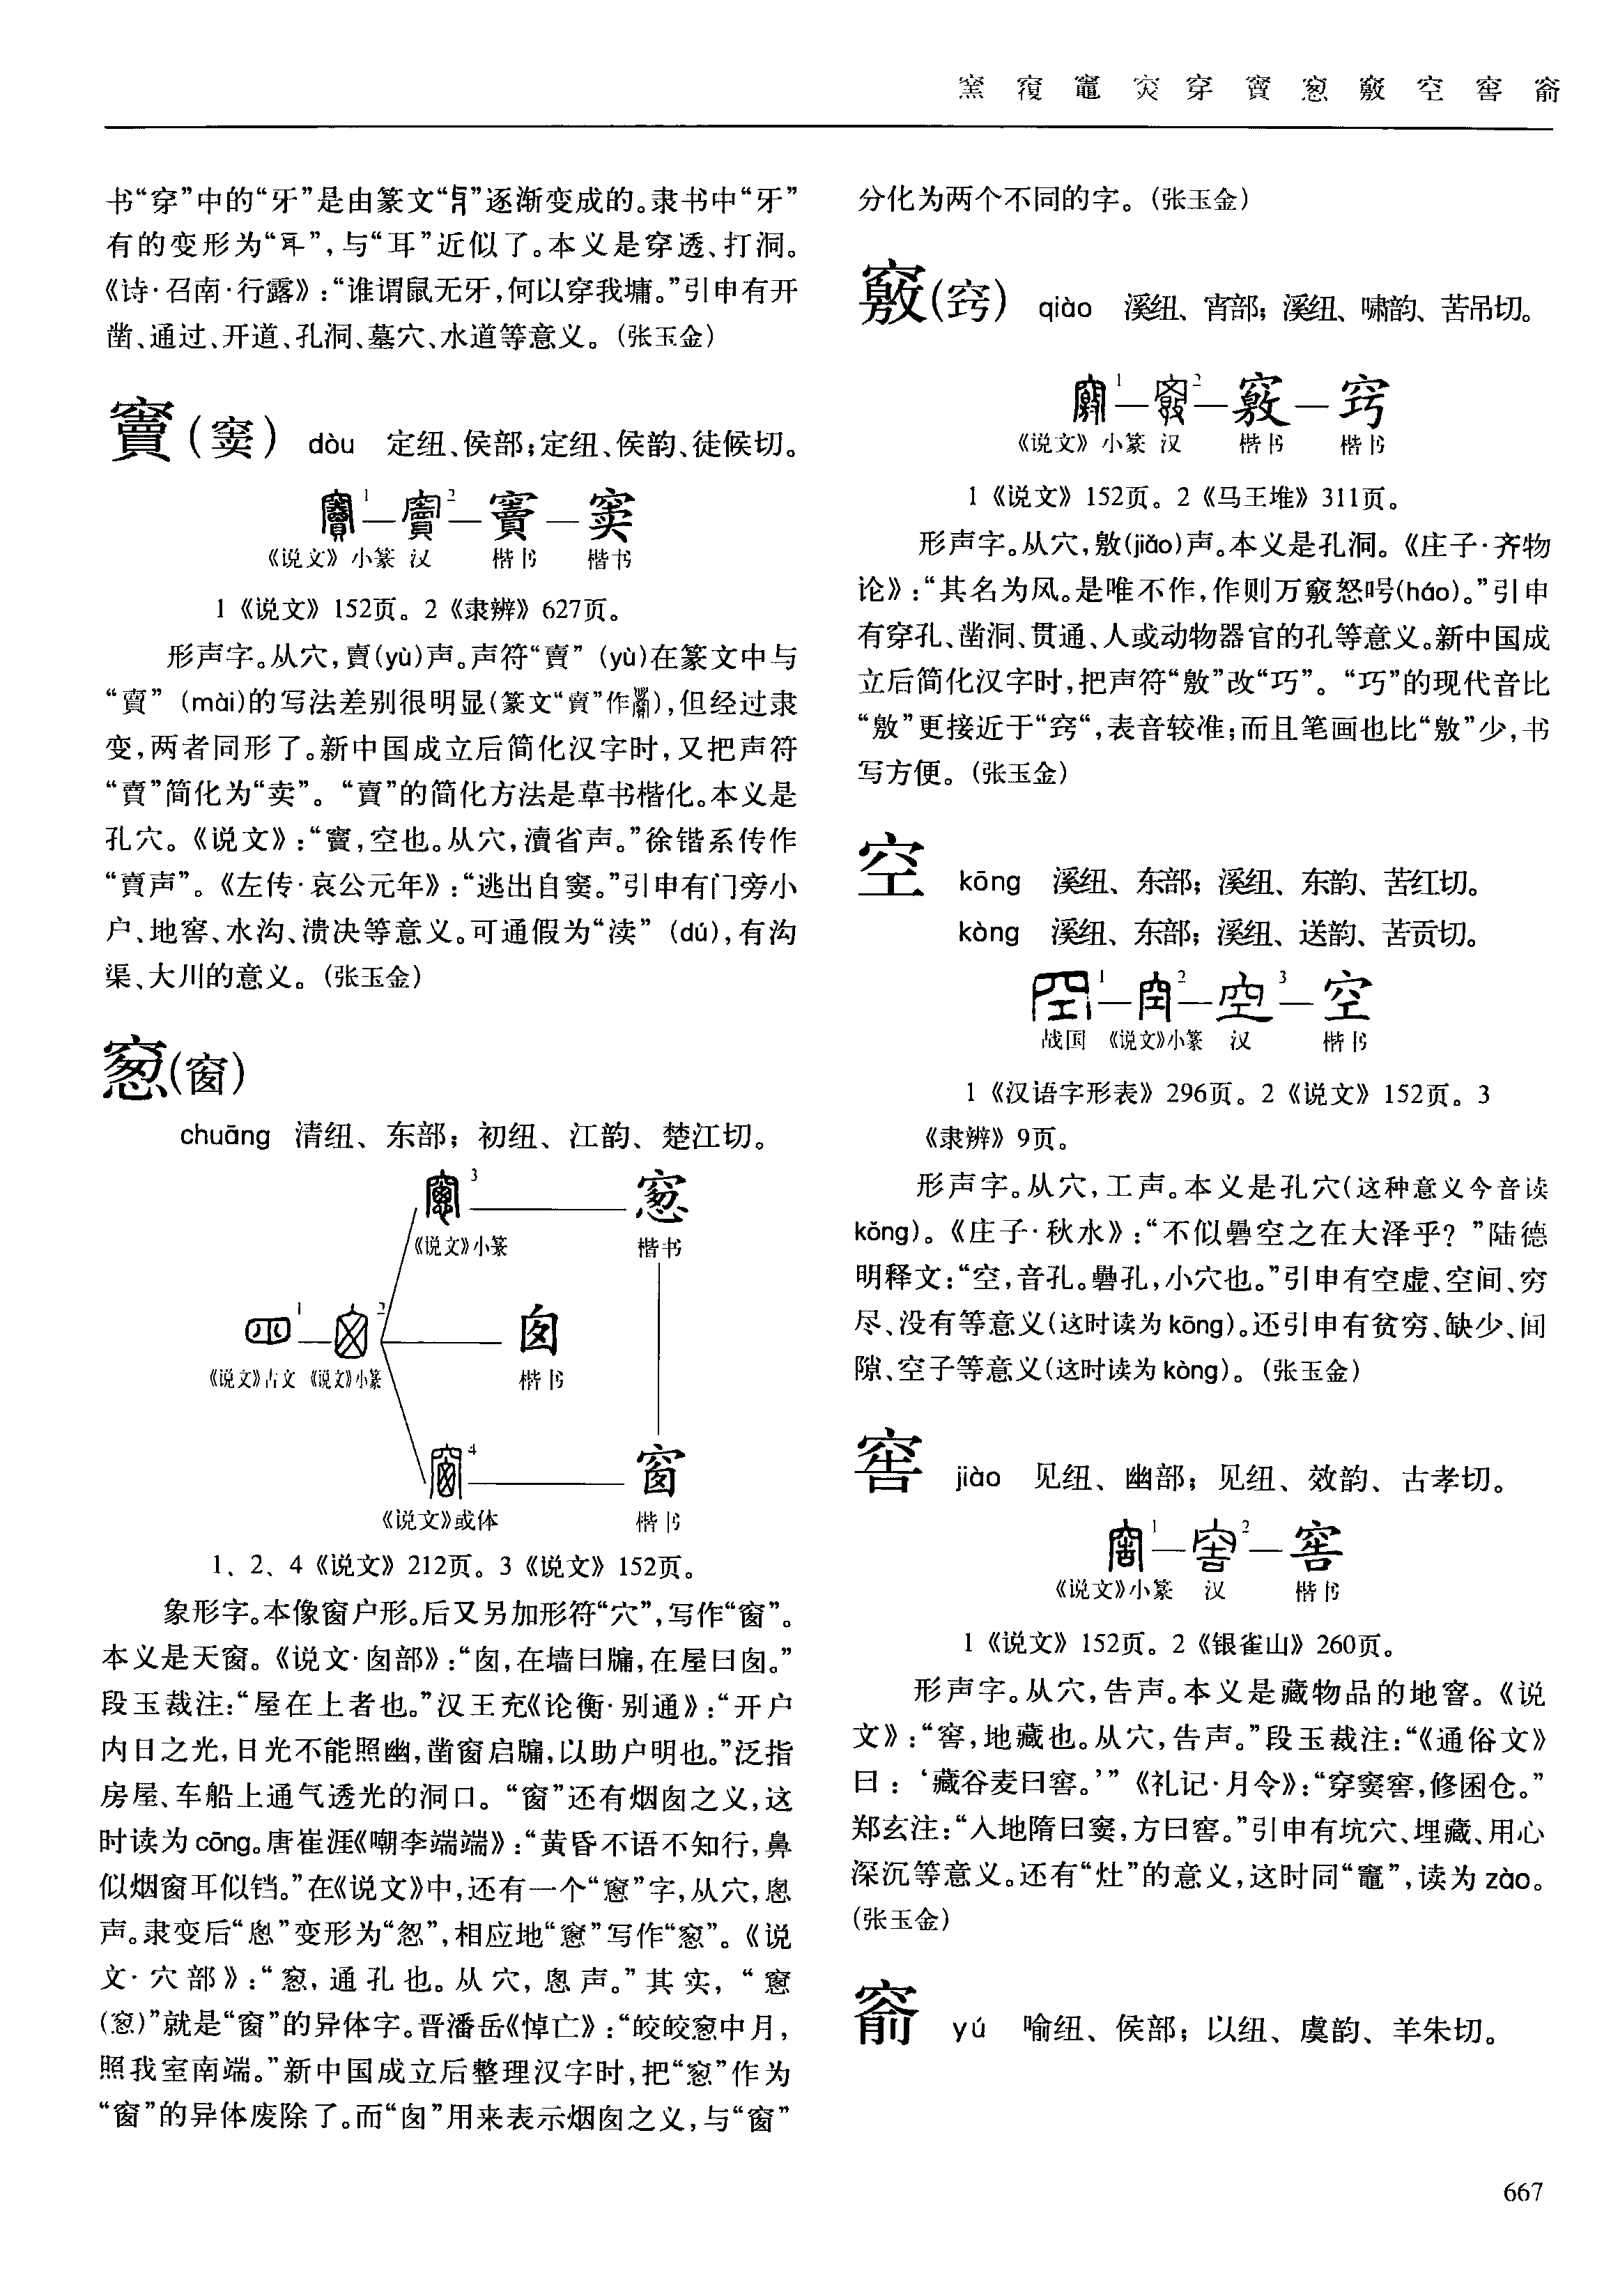 窯 窇 竈 穾 穿 竇 窻 竅 空 窖 窬
书“穿”中的“牙”是由篆文“”逐渐变成的。隶书中“牙”
有的变形为“耳”,与“耳”近似了。本义是穿透、打洞。
《诗·召南·行露》:“谁谓鼠无牙,何以穿我墉。”引申有开
凿、通过、开道、孔洞、墓穴、水道等意义。(张玉金)
竇(窦) dòu 定纽、侯部;定纽、侯韵、徒候切。
1 2 竇 窦
《说文》小篆 汉 楷书 楷书
1《说文》152页。2《隶辨》627页。
形声字。从穴,賣(yù)声。声符“賣”(yù)在篆文中与
“賣”(mài)的写法差别很明显(篆文“賣”作),但经过隶
变,两者同形了。新中国成立后简化汉字时,又把声符
“賣”简化为“卖”。“賣”的简化方法是草书楷化。本义是
孔穴。《说文》:“竇,空也。从穴,瀆省声。”徐锴系传作
“賣声”。《左传·哀公元年》:“逃出自窦。”引申有门旁小
户、地窖、水沟、溃决等意义。可通假为“渎”(dú),有沟
渠、大川的意义。(张玉金)
窻(窗)
chuāng 清纽、东部;初纽、江韵、楚江切。
3 窻
《说文》小篆 楷书
1 2 囱
《说文》古文 《说文》小篆 楷书
4 窗
《说文》或体 楷书
1、2、4《说文》212页。3《说文》152页。
象形字。本像窗户形。后又另加形符“穴”,写作“窗”。
本义是天窗。《说文·囱部》:“囱,在墙曰牖,在屋曰囱。”
段玉裁注:“屋在上者也。”汉王充《论衡·别通》:“开户
内日之光,日光不能照幽,凿窗启牖,以助户明也。”泛指
房屋、车船上通气透光的洞口。“窗”还有烟囱之义,这
时读为cōng。唐崔涯《嘲李端端》:“黄昏不语不知行,鼻
似烟窗耳似铛。”在《说文》中,还有一个“窻”字,从穴,悤
声。隶变后“悤”变形为“怱”,相应地“窻”写作“窓”。《说
文·穴部》:“窻,通孔也。从穴,悤声。”其实,“窻
(窓)”就是“窗”的异体字。晋潘岳《悼亡》:“皎皎窻中月,
照我室南端。”新中国成立后整理汉字时,把“窻”作为
“窗”的异体废除了。而“囱”用来表示烟囱之义,与“窗”
分化为两个不同的字。(张玉金)
竅(窍) qiào 溪纽、宵部;溪纽、啸韵、苦吊切。
1 2 竅 窍
《说文》小篆 汉 楷书 楷书
1《说文》152页。2《马王堆》311页。
形声字。从穴,敫(jiǎo)声。本义是孔洞。《庄子·齐物
论》:“其名为风。是唯不作,作则万竅怒呺(háo)。”引申
有穿孔、凿洞、贯通、人或动物器官的孔等意义。新中国成
立后简化汉字时,把声符“敫”改“巧”。“巧”的现代音比
“敫”更接近于“窍“,表音较准;而且笔画也比“敫”少,书
写方便。(张玉金)
空 kōng 溪纽、东部;溪纽、东韵、苦红切。
kòng 溪纽、东部;溪纽、送韵、苦贡切。
1 2 3 空
战国 《说文》小篆 汉 楷书
1《汉语字形表》296页。2《说文》152页。3
《隶辨》9页。
形声字。从穴,工声。本义是孔穴(这种意义今音读
kǒng)。《庄子·秋水》:“不似礨空之在大泽乎?”陆德
明释文:“空,音孔。礨孔,小穴也。”引申有空虚、空间、穷
尽、没有等意义(这时读为kōng)。还引申有贫穷、缺少、间
隙、空子等意义(这时读为kòng)。(张玉金)
窖 jiào 见纽、幽部;见纽、效韵、古孝切。
1 2 窖
《说文》小篆 汉 楷书
1《说文》152页。2《银雀山》260页。
形声字。从穴,告声。本义是藏物品的地窖。《说
文》:“窖,地藏也。从穴,告声。”段玉裁注:“《通俗文》
曰:‘藏谷麦曰窖。’”《礼记·月令》:“穿窦窖,修囷仓。”
郑玄注:“入地隋曰窦,方曰窖。”引申有坑穴、埋藏、用心
深沉等意义。还有“灶”的意义,这时同“竈”,读为zào。
(张玉金)
窬 yú 喻纽、侯部;以纽、虞韵、羊朱切。
667